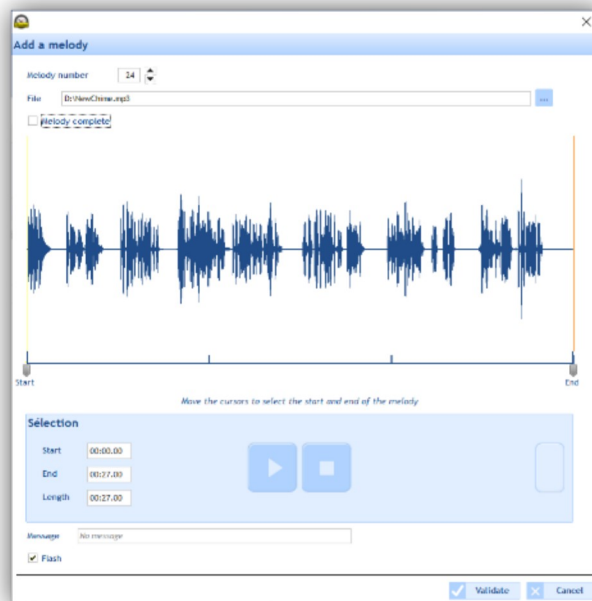 Add a melody
Melody number 24
File D:\NewChime.mp3 ...
Melody complete
Start End
Move the cursors to select the start and end of the melody
Sélection
Start 00:00.00
End 00:27.00
Length 00:27.00
Message No message
Flash
Validate Cancel